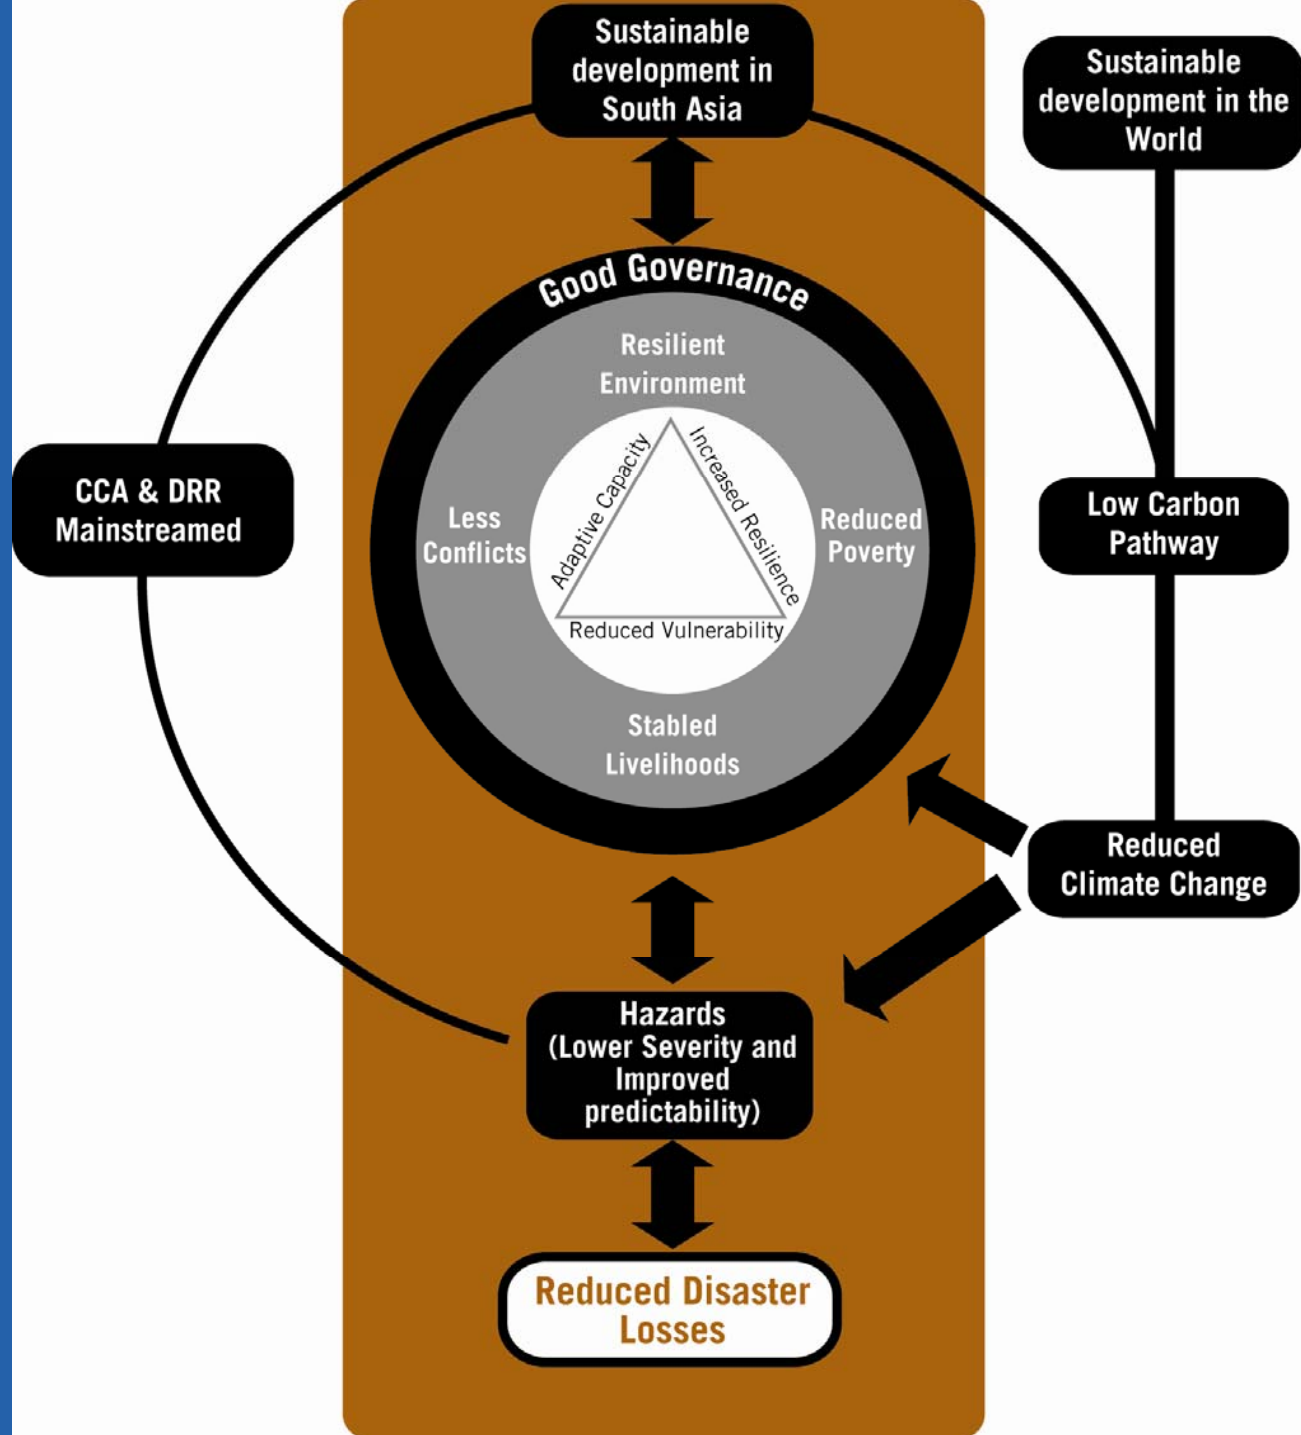 Sustainable
development in
South Asia
Sustainable
development in the
World
Good Governance
Resilient
Environment
Adaptive Capacity
Increased Resilience
Reduced Vulnerability
Less
Conflicts
Reduced
Poverty
Stabled
Livelihoods
CCA & DRR
Mainstreamed
Low Carbon
Pathway
Reduced
Climate Change
Hazards
(Lower Severity and
Improved
predictability)
Reduced Disaster
Losses